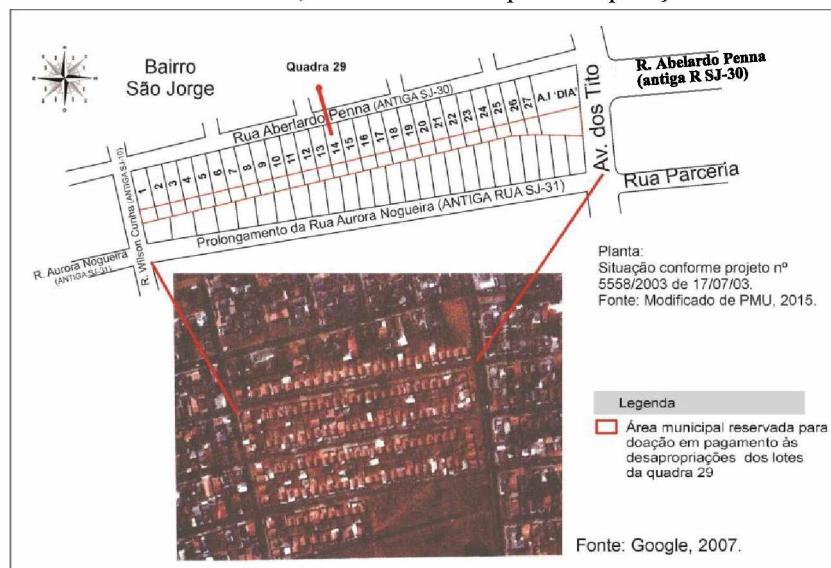 Bairro
São Jorge
Quadra 29
R. Abelardo Penna
(antiga R SJ-30)
Rua Aberlardo Penna (ANTIGA SJ-30)
1 2 3 4 5 6 7 8 9 10 11 12 13 14 15 16 17 18 19 20 21 22 23 24 25 26 27 A.I 'DIA'
Av. dos Tito
Rua Parceria
R. Wilson Cunha (ANTIGA SJ-10)
Prolongamento da Rua Aurora Nogueira (ANTIGA RUA SJ-31)
R. Aurora Nogueira
(ANTIGA SJ-31)
Planta:
Situação conforme projeto nº
5558/2003 de 17/07/03.
Fonte: Modificado de PMU, 2015.
Legenda
Área municipal reservada para
doação em pagamento às
desapropriações dos lotes
da quadra 29
Fonte: Google, 2007.